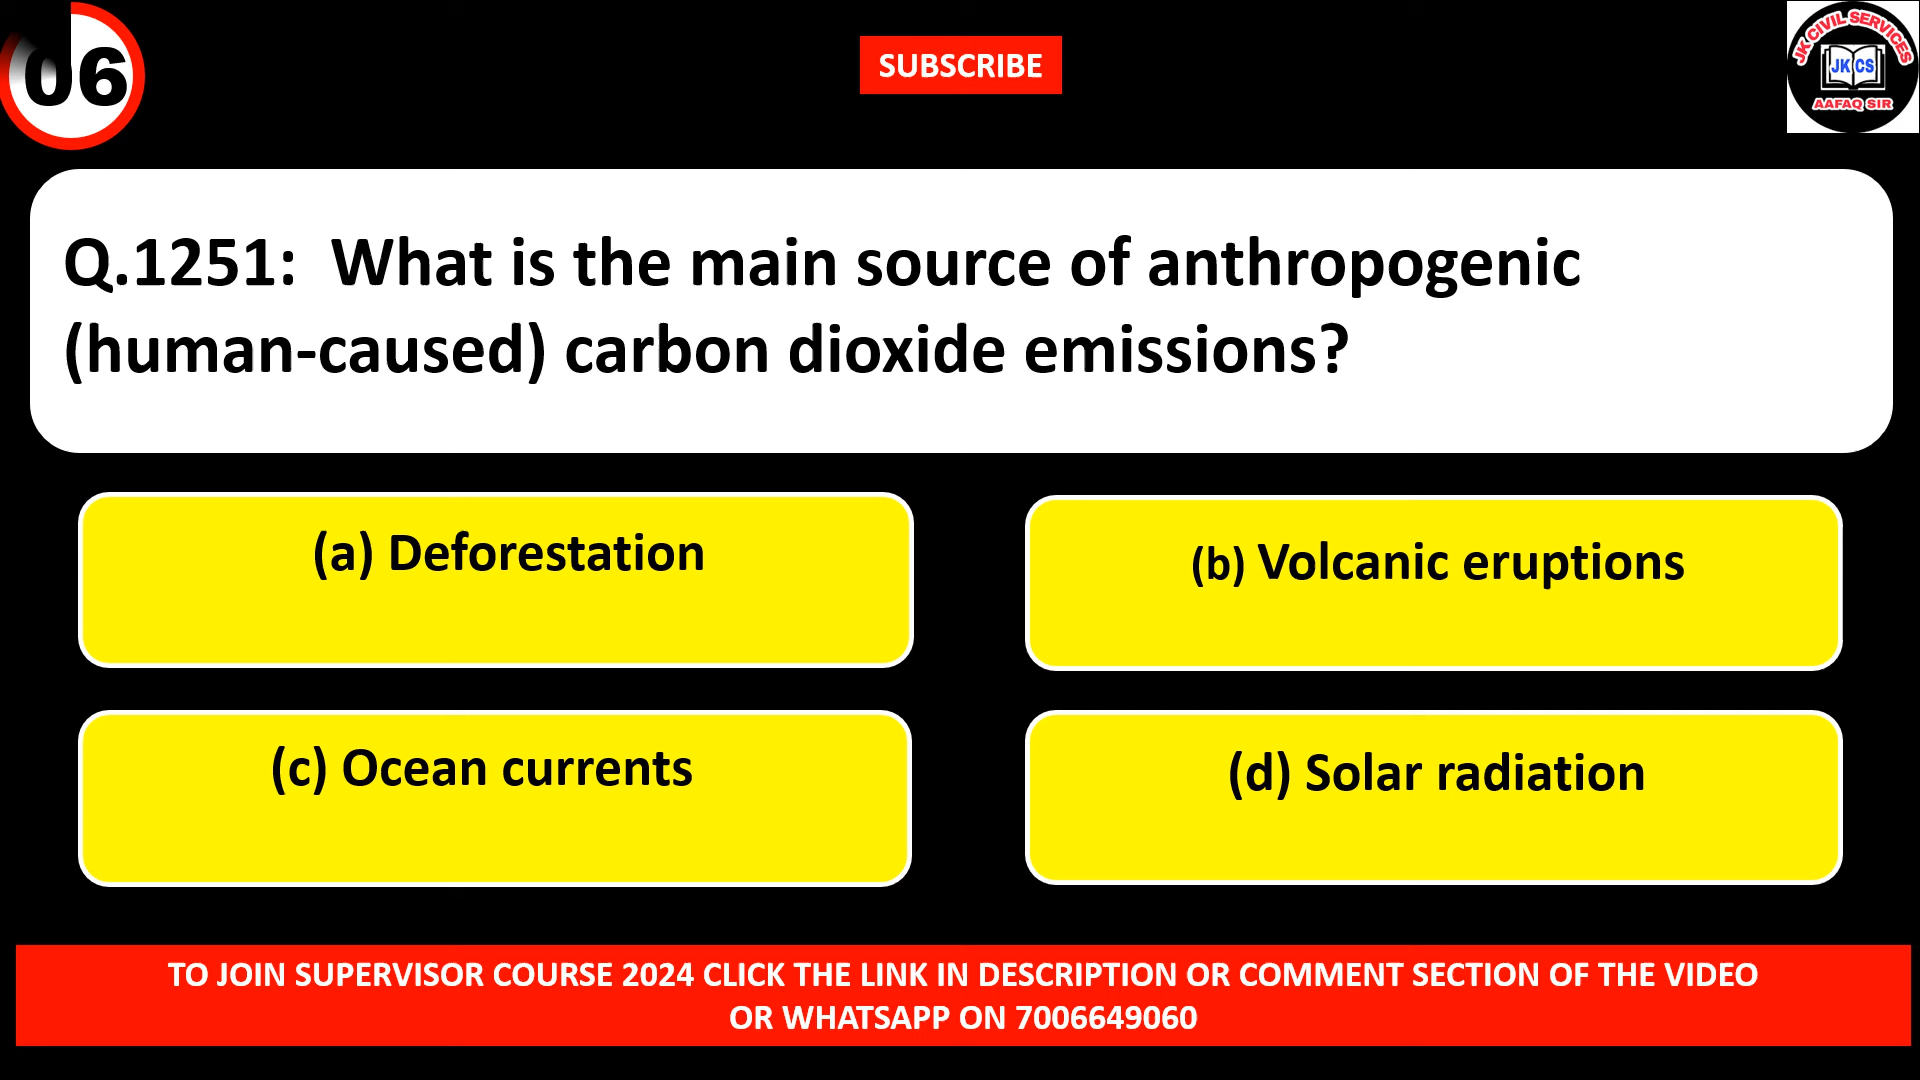 06
SUBSCRIBE
JK CIVIL SERVICES
JK CS
AAFAQ SIR
Q.1251: What is the main source of anthropogenic
(human-caused) carbon dioxide emissions?
(a) Deforestation
(b) Volcanic eruptions
(c) Ocean currents
(d) Solar radiation
TO JOIN SUPERVISOR COURSE 2024 CLICK THE LINK IN DESCRIPTION OR COMMENT SECTION OF THE VIDEO
OR WHATSAPP ON 7006649060